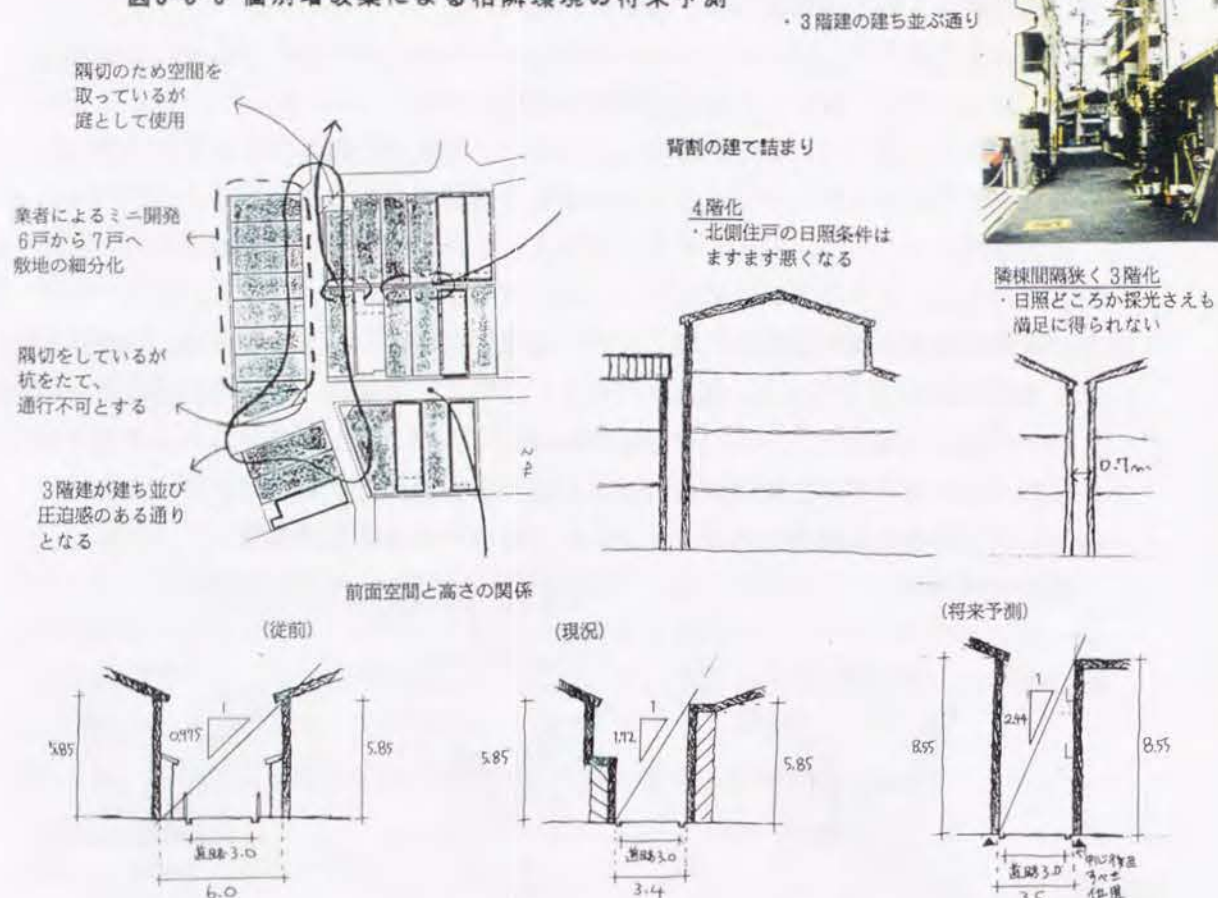 ・3階建の建ち並ぶ通り
隅切のため空間を
取っているが
庭として使用
業者によるミニ開発
6戸から7戸へ
敷地の細分化
隅切をしているが
杭をたて、
通行不可とする
3階建が建ち並び
圧迫感のある通り
となる
背割の建て詰まり
4階化
・北側住戸の日照条件は
ますます悪くなる
隣棟間隔狭く3階化
・日照どころか採光さえも
満足に得られない
0.7m
前面空間と高さの関係
(従前)
5.85
1
0.975
5.85
道路3.0
6.0
(現況)
5.85
1
1.72
5.85
道路3.0
3.4
(将来予測)
8.55
1
2.44
8.55
道路3.0
3.5